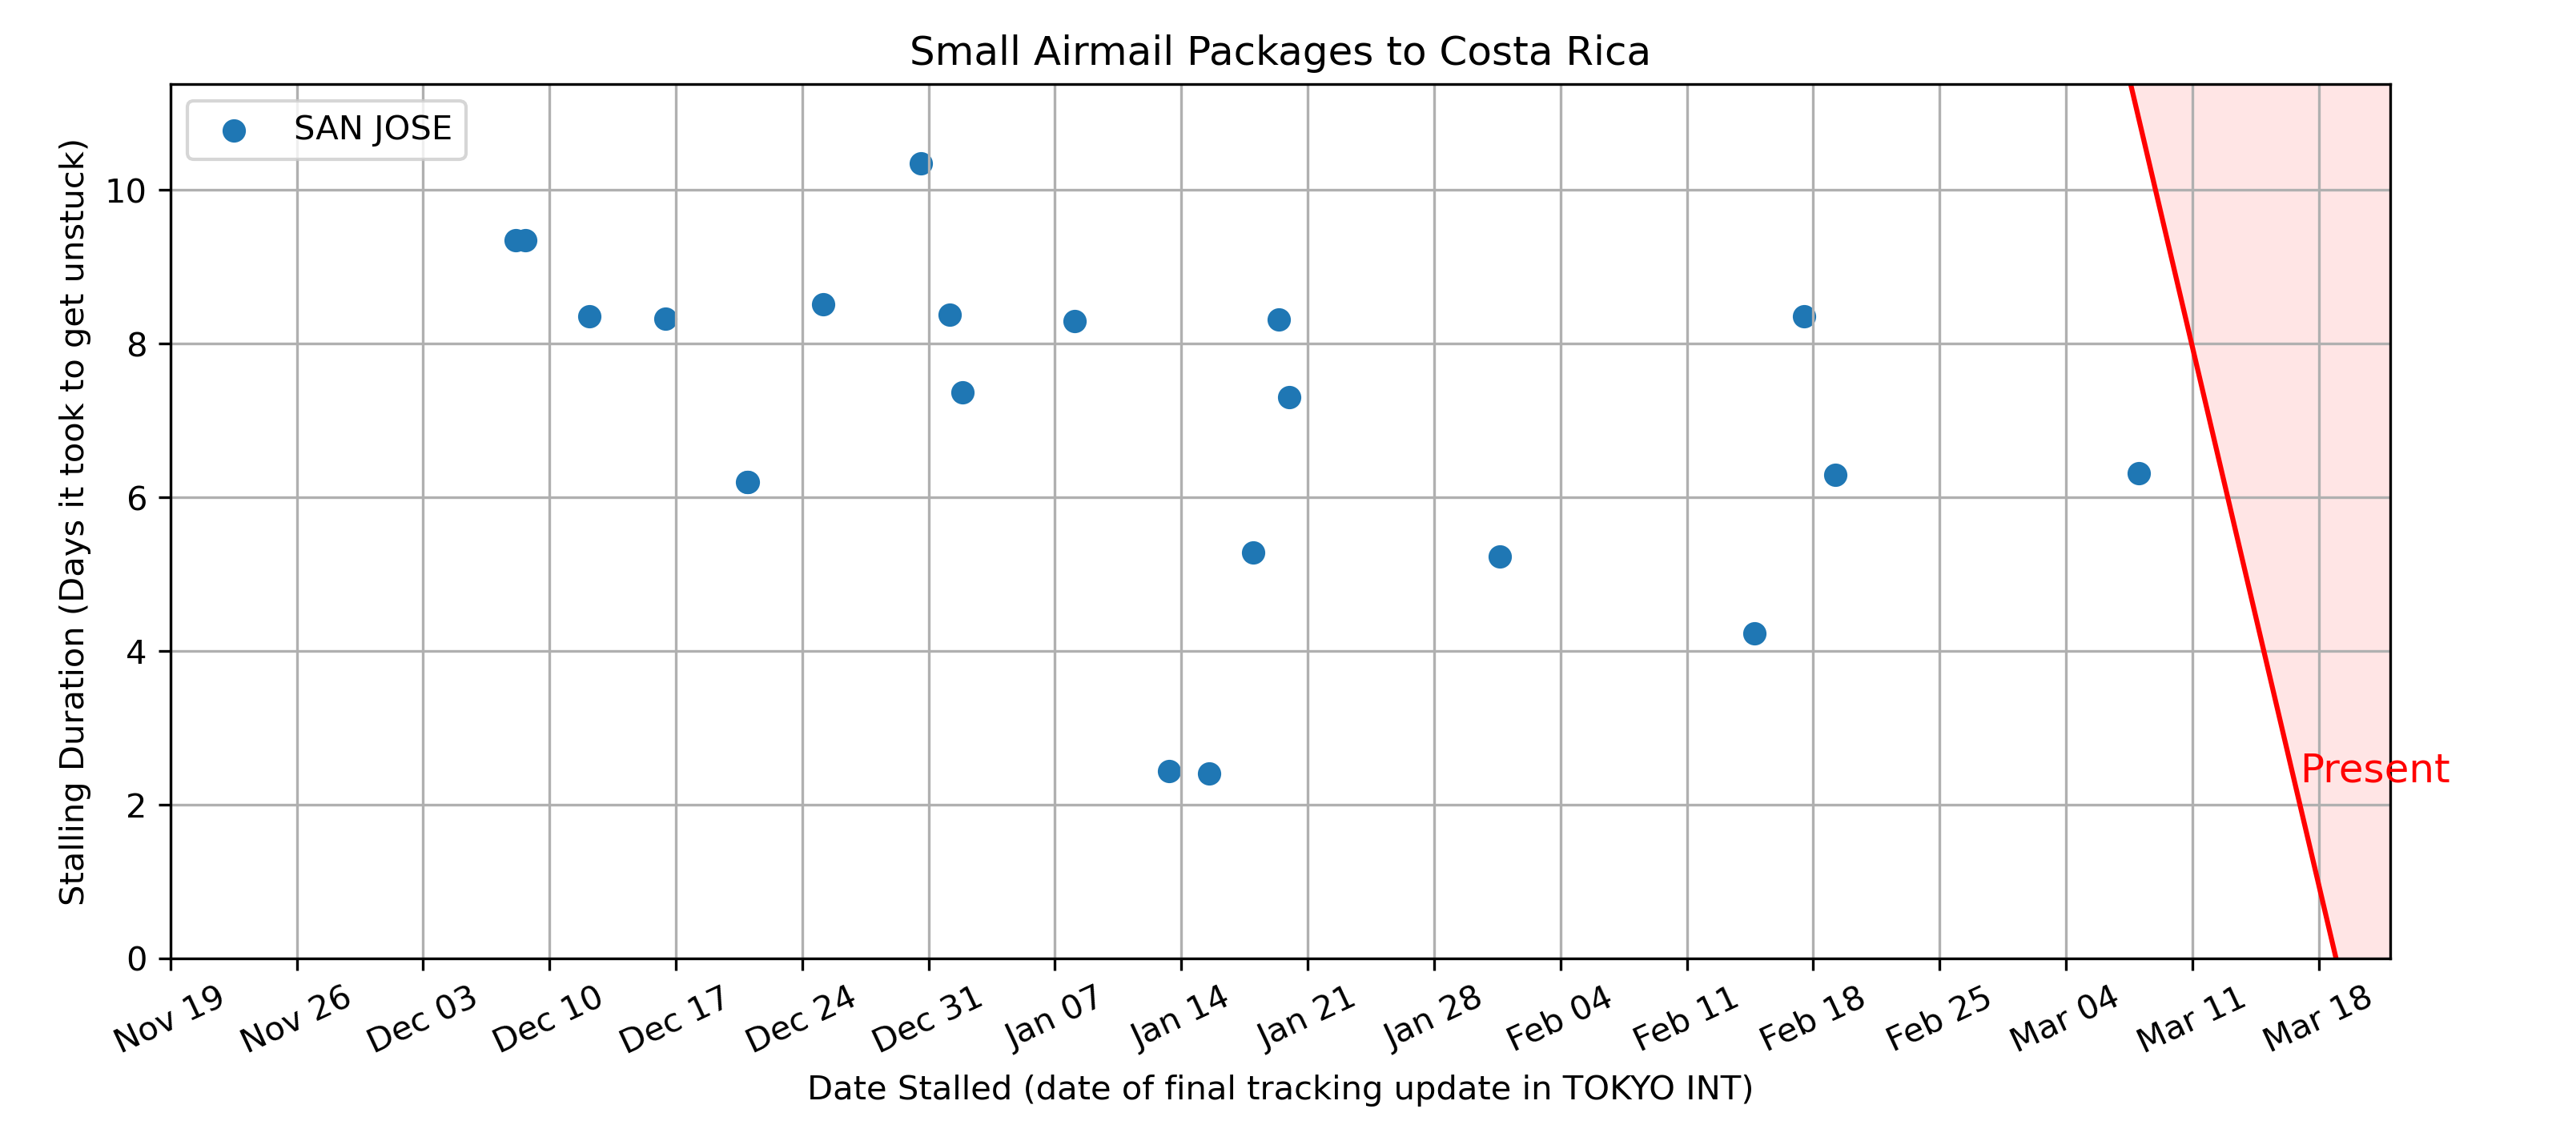 Small Airmail Packages to Costa Rica
SAN JOSE
Stalling Duration (Days it took to get unstuck)
10
8
6
4
2
0
Present
Nov 19
Nov 26
Dec 03
Dec 10
Dec 17
Dec 24
Dec 31
Jan 07
Jan 14
Jan 21
Jan 28
Feb 04
Feb 11
Feb 18
Feb 25
Mar 04
Mar 11
Mar 18
Date Stalled (date of final tracking update in TOKYO INT)